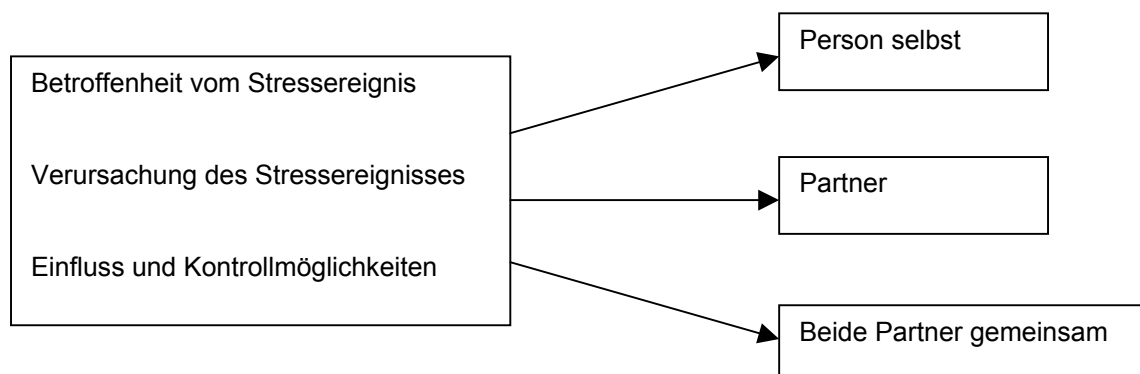 Betroffenheit vom Stressereignis
Verursachung des Stressereignisses
Einfluss und Kontrollmöglichkeiten
Person selbst
Partner
Beide Partner gemeinsam